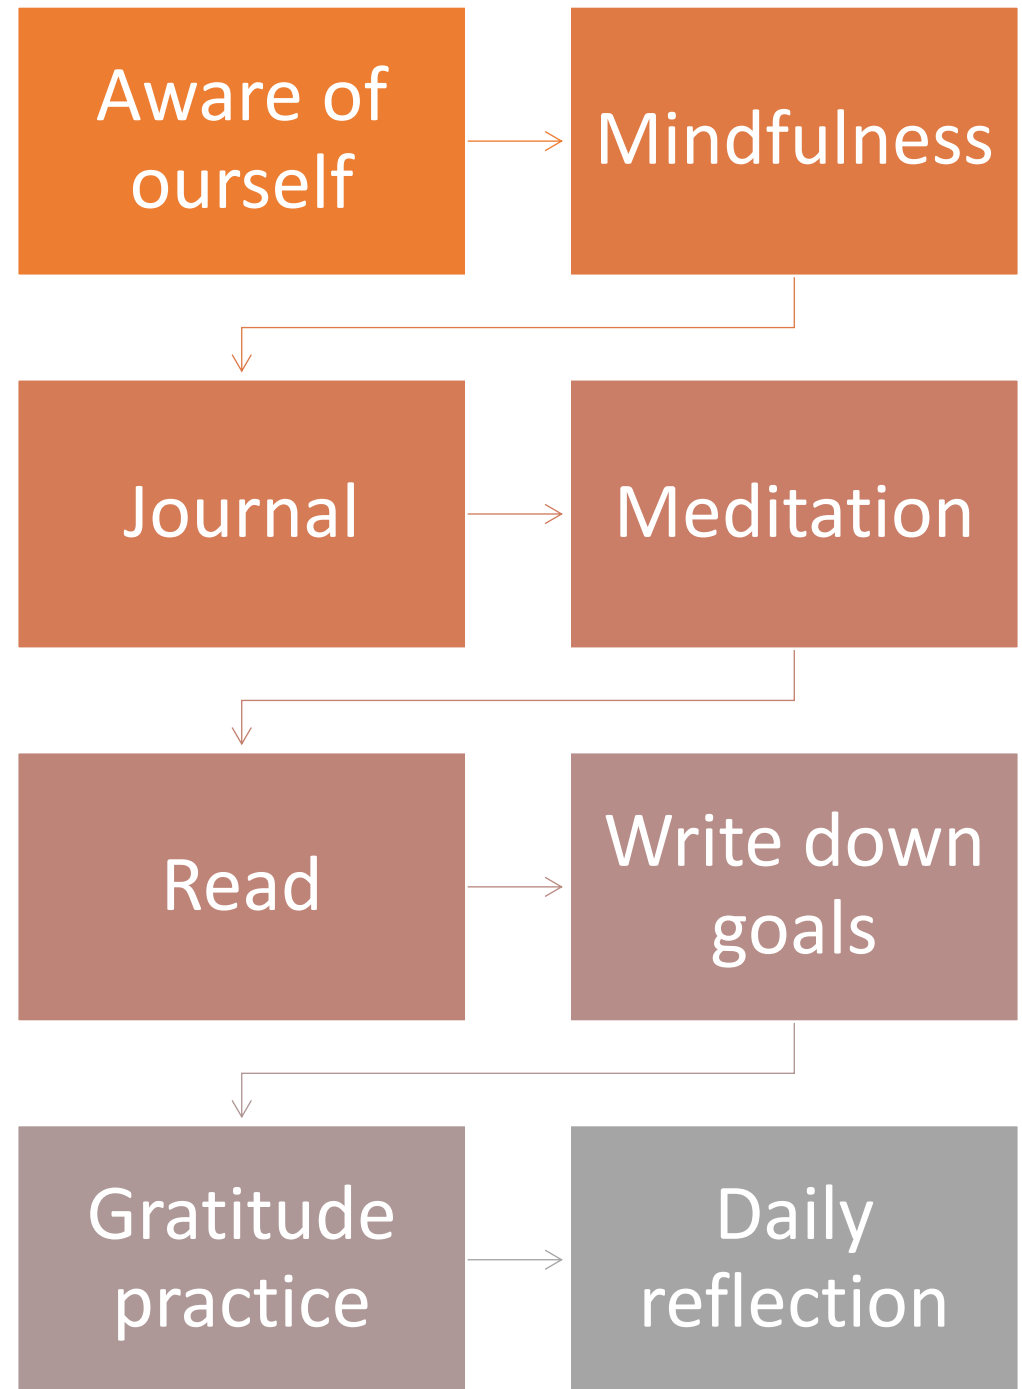 Aware of
ourself
Mindfulness
Journal
Meditation
Read
Write down
goals
Gratitude
practice
Daily
reflection